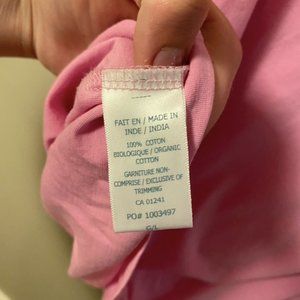 FAIT EN / MADE IN
INDE / INDIA
100% COTON
BIOLOGIQUE / ORGANIC
COTTON
GARNITURE NON-
COMPRISE / EXCLUSIVE OF
TRIMMING
CA 01241
PO# 1003497
G/L